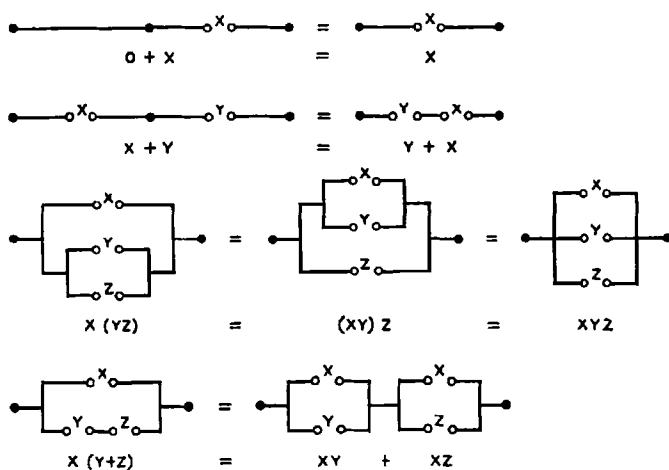 X = X
0 + X = X
X Y = Y X
X + Y = Y + X
X X X
Y Y Y
Z Z Z
X (YZ) = (XY) Z = XYZ
X X X
Y Z = Y Z
X (Y+Z) = XY + XZ